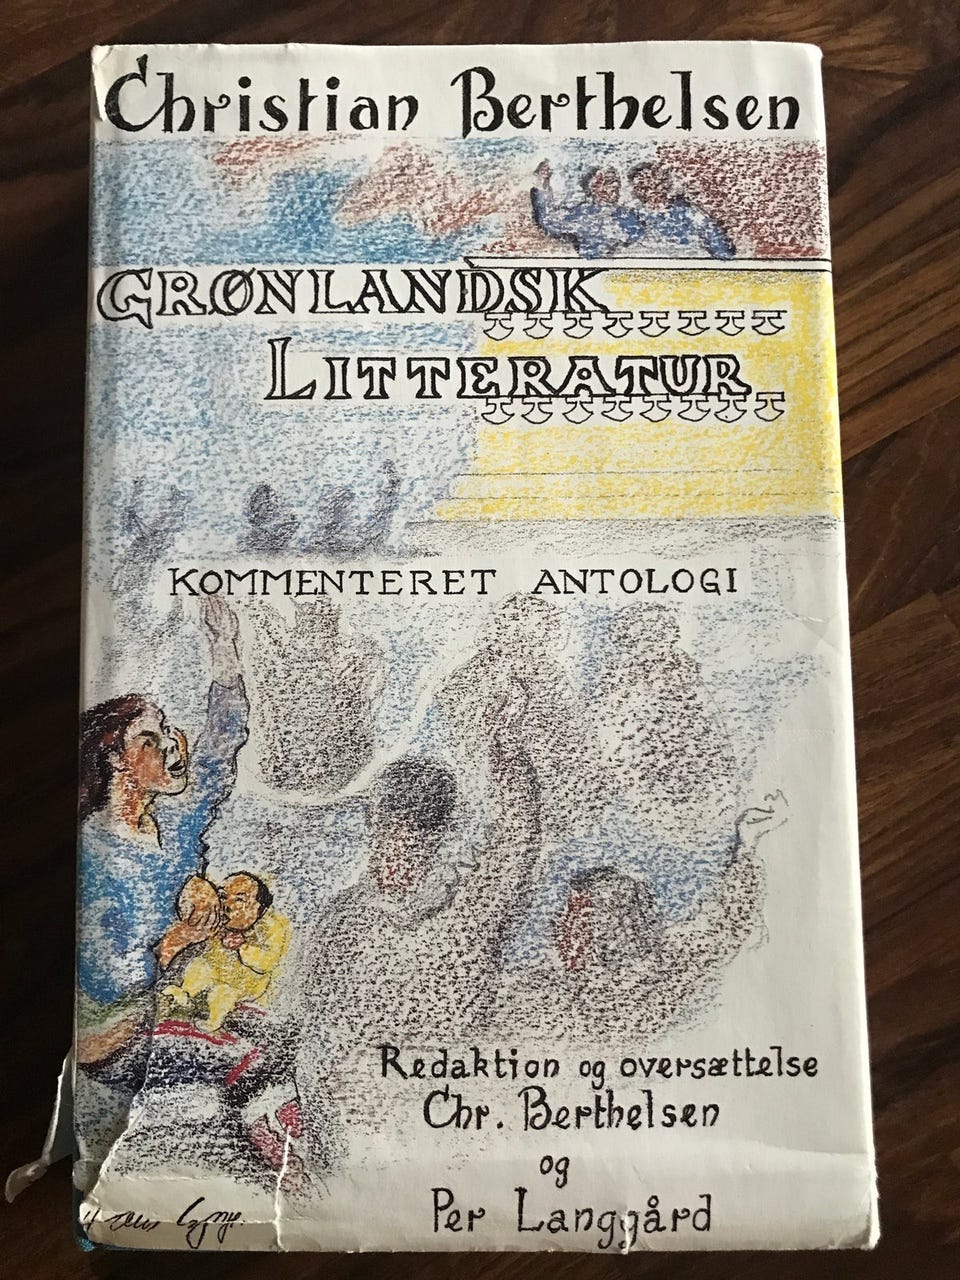 Christian Berthelsen
GRØNLANDSK
LITTERATUR
KOMMENTERET ANTOLOGI
Redaktion og oversættelse
Chr. Berthelsen
og
Per Langgård